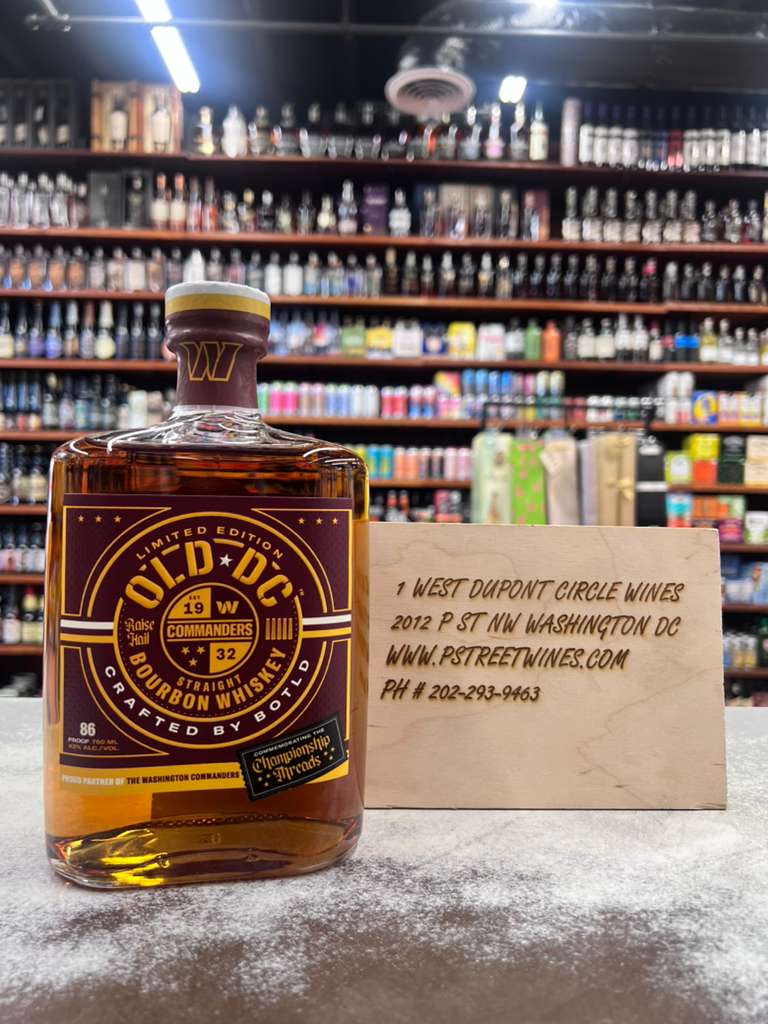 W
LIMITED EDITION
OLD DC™
EST
19 W
COMMANDERS
32
Raise
Hail
STRAIGHT
BOURBON WHISKEY
CRAFTED BY BOTLD
86
PROOF 750 ML
43% ALC./VOL.
COMMEMORATING THE
Championship
Threads
PROUD PARTNER OF THE WASHINGTON COMMANDERS
1 WEST DUPONT CIRCLE WINES
2012 P ST NW WASHINGTON DC
WWW.PSTREETWINES.COM
PH # 202-293-9463